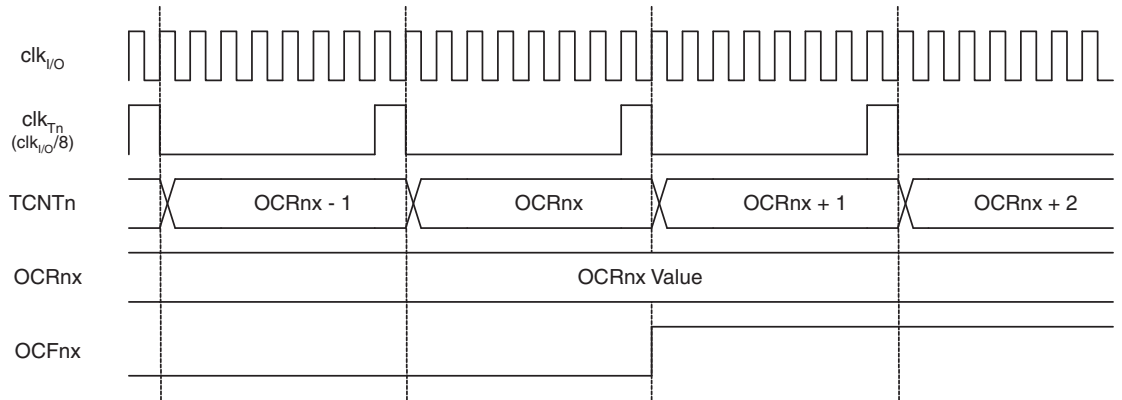 clkI/O
clkTn
(clkI/O/8)
TCNTn OCRnx - 1 OCRnx OCRnx + 1 OCRnx + 2
OCRnx OCRnx Value
OCFnx